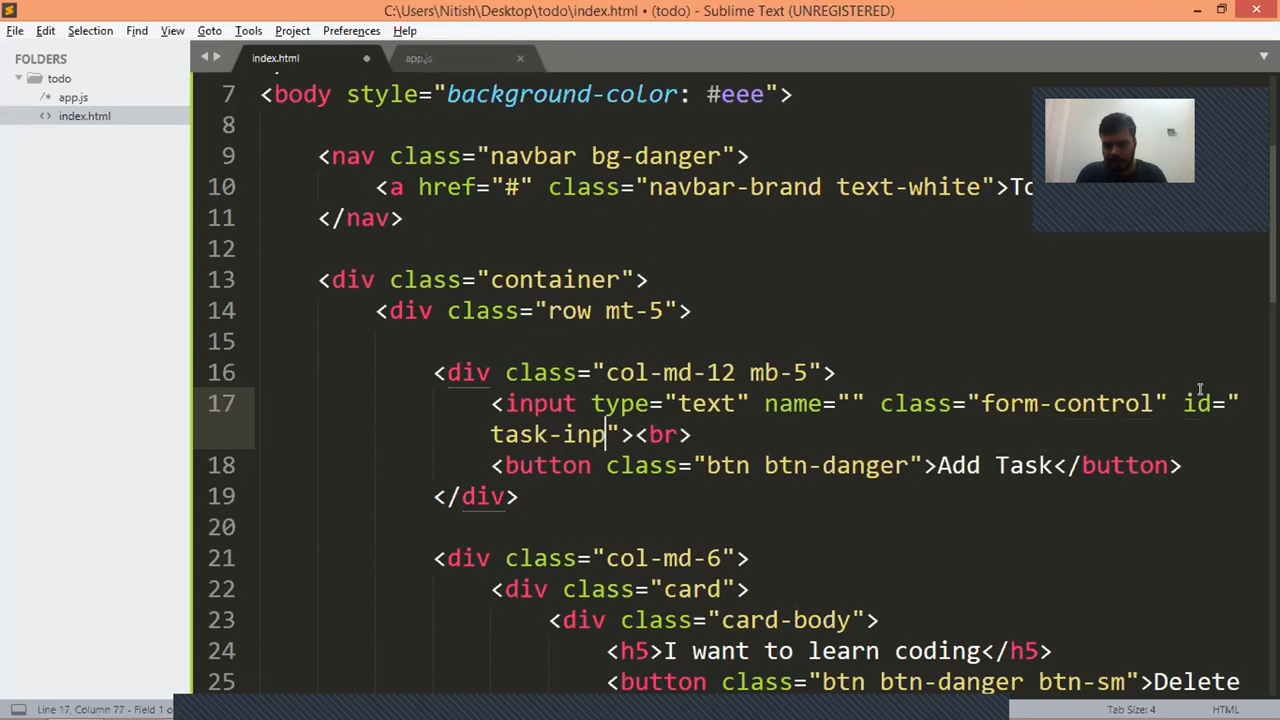 C:\Users\Nitish\Desktop\todo\index.html • (todo) - Sublime Text (UNREGISTERED)
File Edit Selection Find View Goto Tools Project Preferences Help
FOLDERS
todo
/* app.js
<> index.html
index.html
app.js
7 <body style="background-color: #eee">
8
9 <nav class="navbar bg-danger">
10 <a href="#" class="navbar-brand text-white">To
11 </nav>
12
13 <div class="container">
14 <div class="row mt-5">
15
16 <div class="col-md-12 mb-5">
17 <input type="text" name="" class="form-control" id="
task-inp"><br>
18 <button class="btn btn-danger">Add Task</button>
19 </div>
20
21 <div class="col-md-6">
22 <div class="card">
23 <div class="card-body">
24 <h5>I want to learn coding</h5>
25 <button class="btn btn-danger btn-sm">Delete
Line 17, Column 77 - Field 1 o
Tab Size: 4
HTML